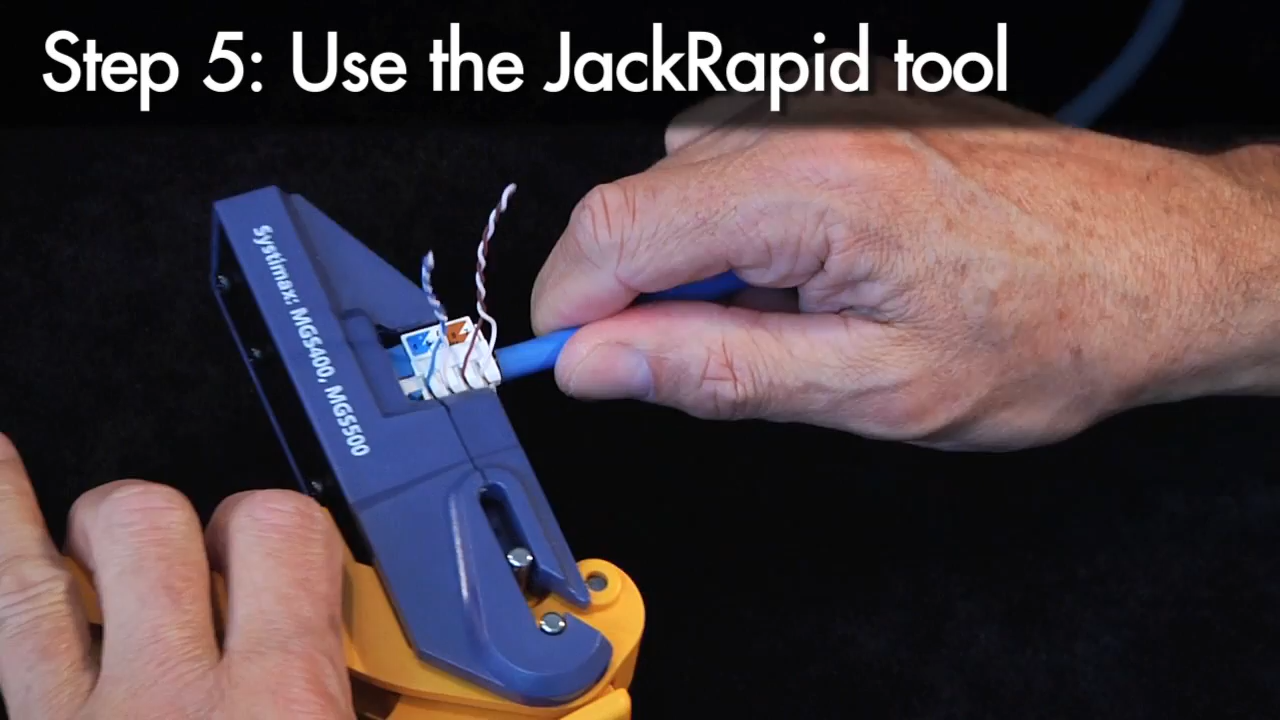 Step 5: Use the JackRapid tool
Systimax: MGS400, MGS500